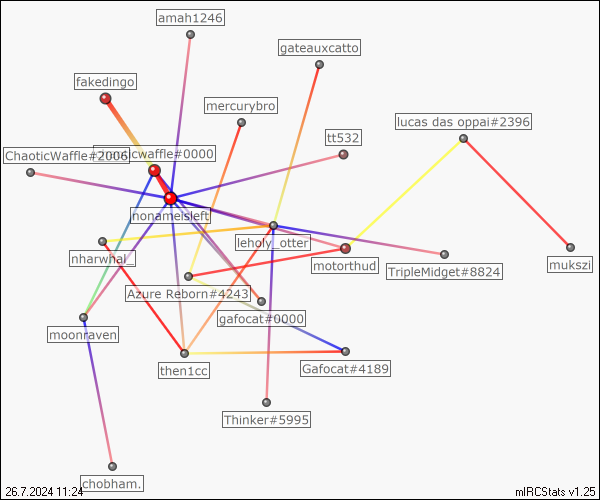 amah1246
gateauxcatto
fakedingo
mercurybro
lucas das oppai#2396
tt532
ChaoticWaffle#2006
waffle#0000
nonameisleft
leholy_otter
nharwhal_
motorthud
TripleMidget#8824
mukszi
Azure Reborn#4243
gafocat#0000
moonraven
then1cc
Gafocat#4189
Thinker#5995
chobham.
26.7.2024 11:24
mIRCStats v1.25